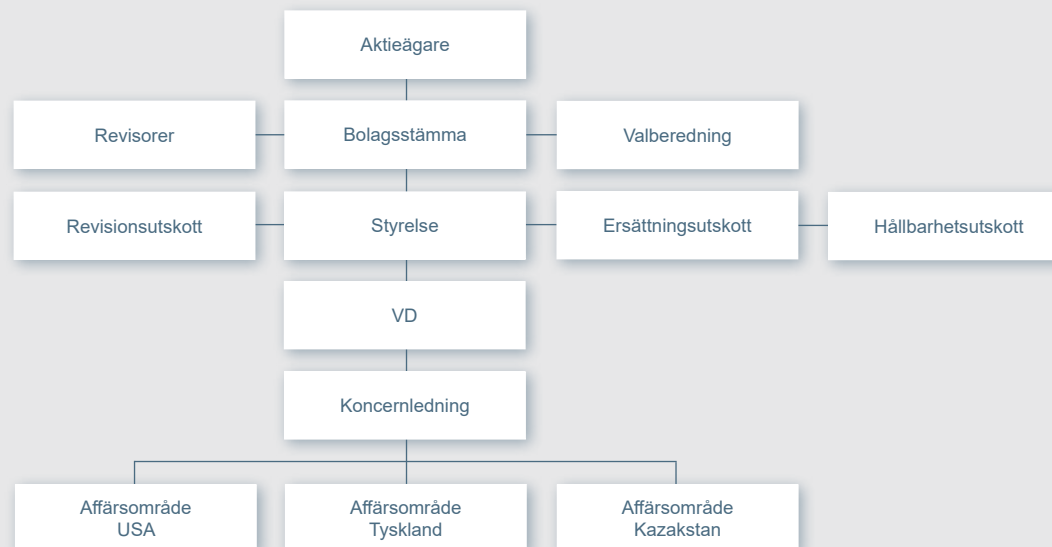 Aktieägare
Revisorer
Bolagsstämma
Valberedning
Revisionsutskott
Styrelse
Ersättningsutskott
Hållbarhetsutskott
VD
Koncernledning
Affärsområde
USA
Affärsområde
Tyskland
Affärsområde
Kazakstan